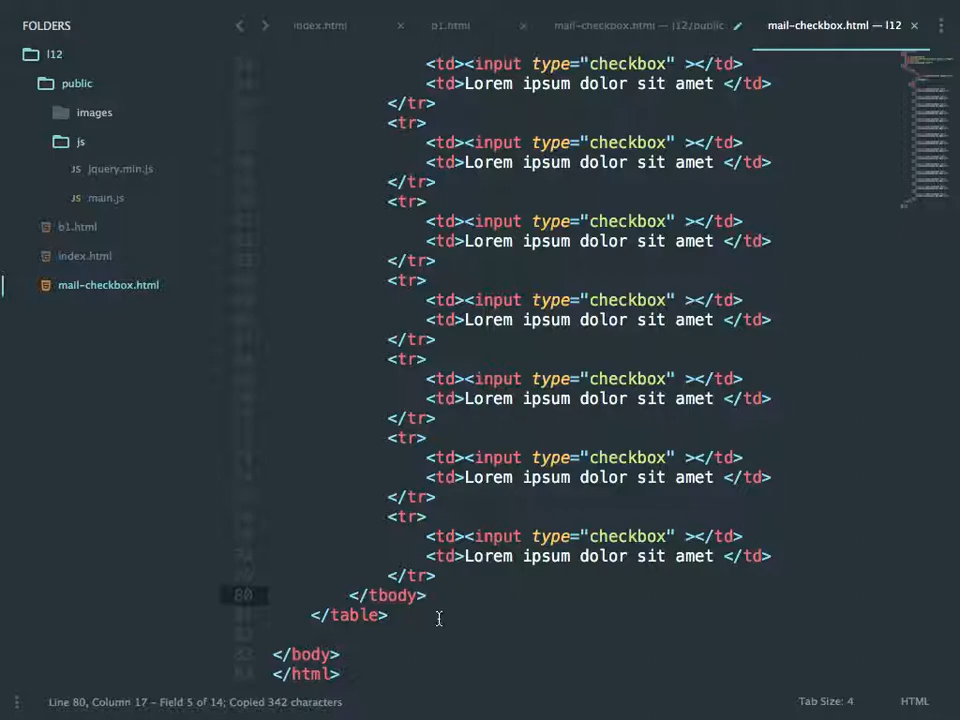 FOLDERS
index.html ×
b1.html ×
mail-checkbox.html — l12/public
mail-checkbox.html — l12 ×
l12
public
images
js
JS jquery.min.js
JS main.js
b1.html
index.html
mail-checkbox.html
<td><input type="checkbox" ></td>
<td>Lorem ipsum dolor sit amet </td>
</tr>
<tr>
<td><input type="checkbox" ></td>
<td>Lorem ipsum dolor sit amet </td>
</tr>
<tr>
<td><input type="checkbox" ></td>
<td>Lorem ipsum dolor sit amet </td>
</tr>
<tr>
<td><input type="checkbox" ></td>
<td>Lorem ipsum dolor sit amet </td>
</tr>
<tr>
<td><input type="checkbox" ></td>
<td>Lorem ipsum dolor sit amet </td>
</tr>
<tr>
<td><input type="checkbox" ></td>
<td>Lorem ipsum dolor sit amet </td>
</tr>
<tr>
<td><input type="checkbox" ></td>
<td>Lorem ipsum dolor sit amet </td>
</tr>
80 </tbody>
</table>
83 </body>
84 </html>
Line 80, Column 17 – Field 5 of 14; Copied 342 characters
Tab Size: 4
HTML